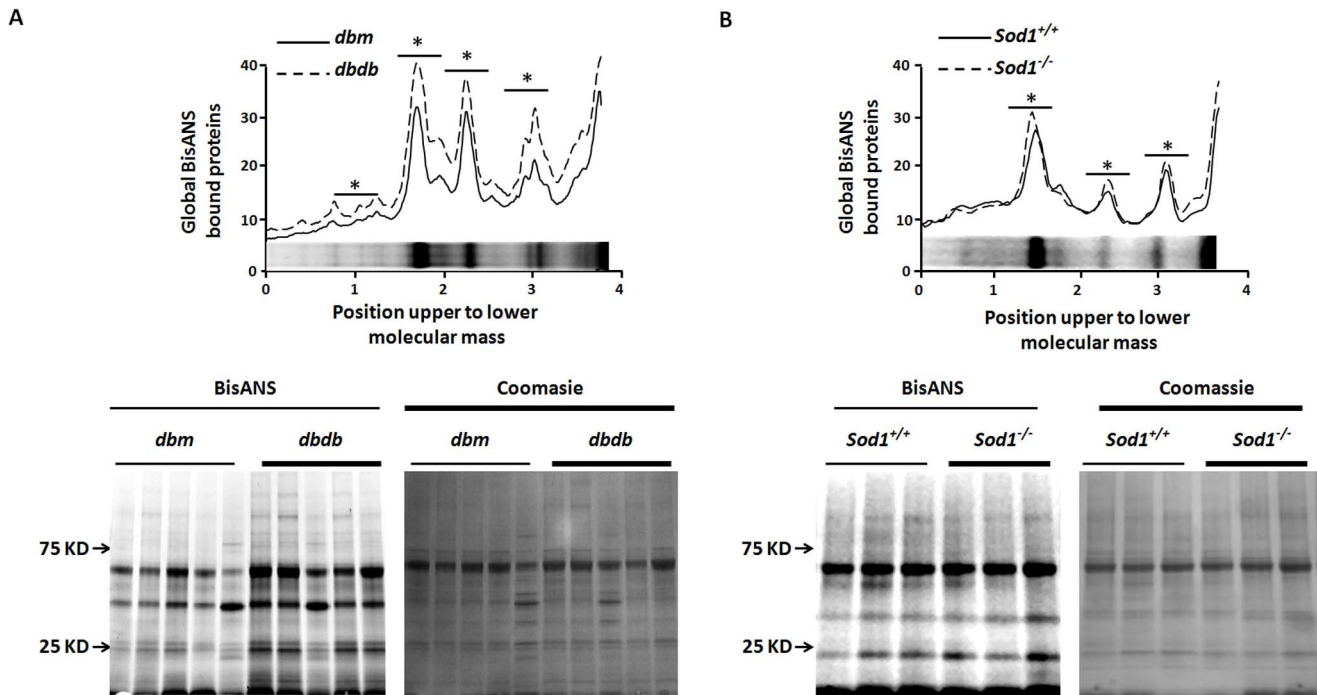 A
dbm
dbdb
*
*
*
*
40
30
20
10
0
Global BisANS
bound proteins
0
1
2
3
4
Position upper to lower
molecular mass
BisANS
Coomasie
dbm
dbdb
dbm
dbdb
75 KD
25 KD
B
Sod1+/+
Sod1-/-
*
*
*
40
30
20
10
0
Global BisANS
bound proteins
0
1
2
3
4
Position upper to lower
molecular mass
BisANS
Coomassie
Sod1+/+
Sod1-/-
Sod1+/+
Sod1-/-
75 KD
25 KD